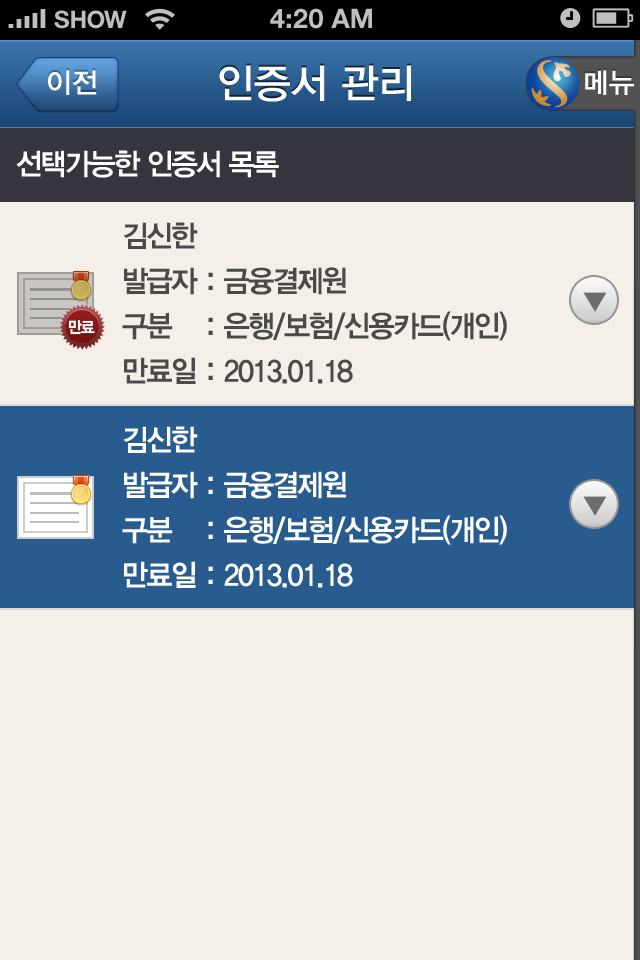 SHOW 4:20 AM
이전 인증서 관리 메뉴
선택가능한 인증서 목록
김신한
발급자 : 금융결제원
만료
구분 : 은행/보험/신용카드(개인)
만료일 : 2013.01.18
김신한
발급자 : 금융결제원
구분 : 은행/보험/신용카드(개인)
만료일 : 2013.01.18